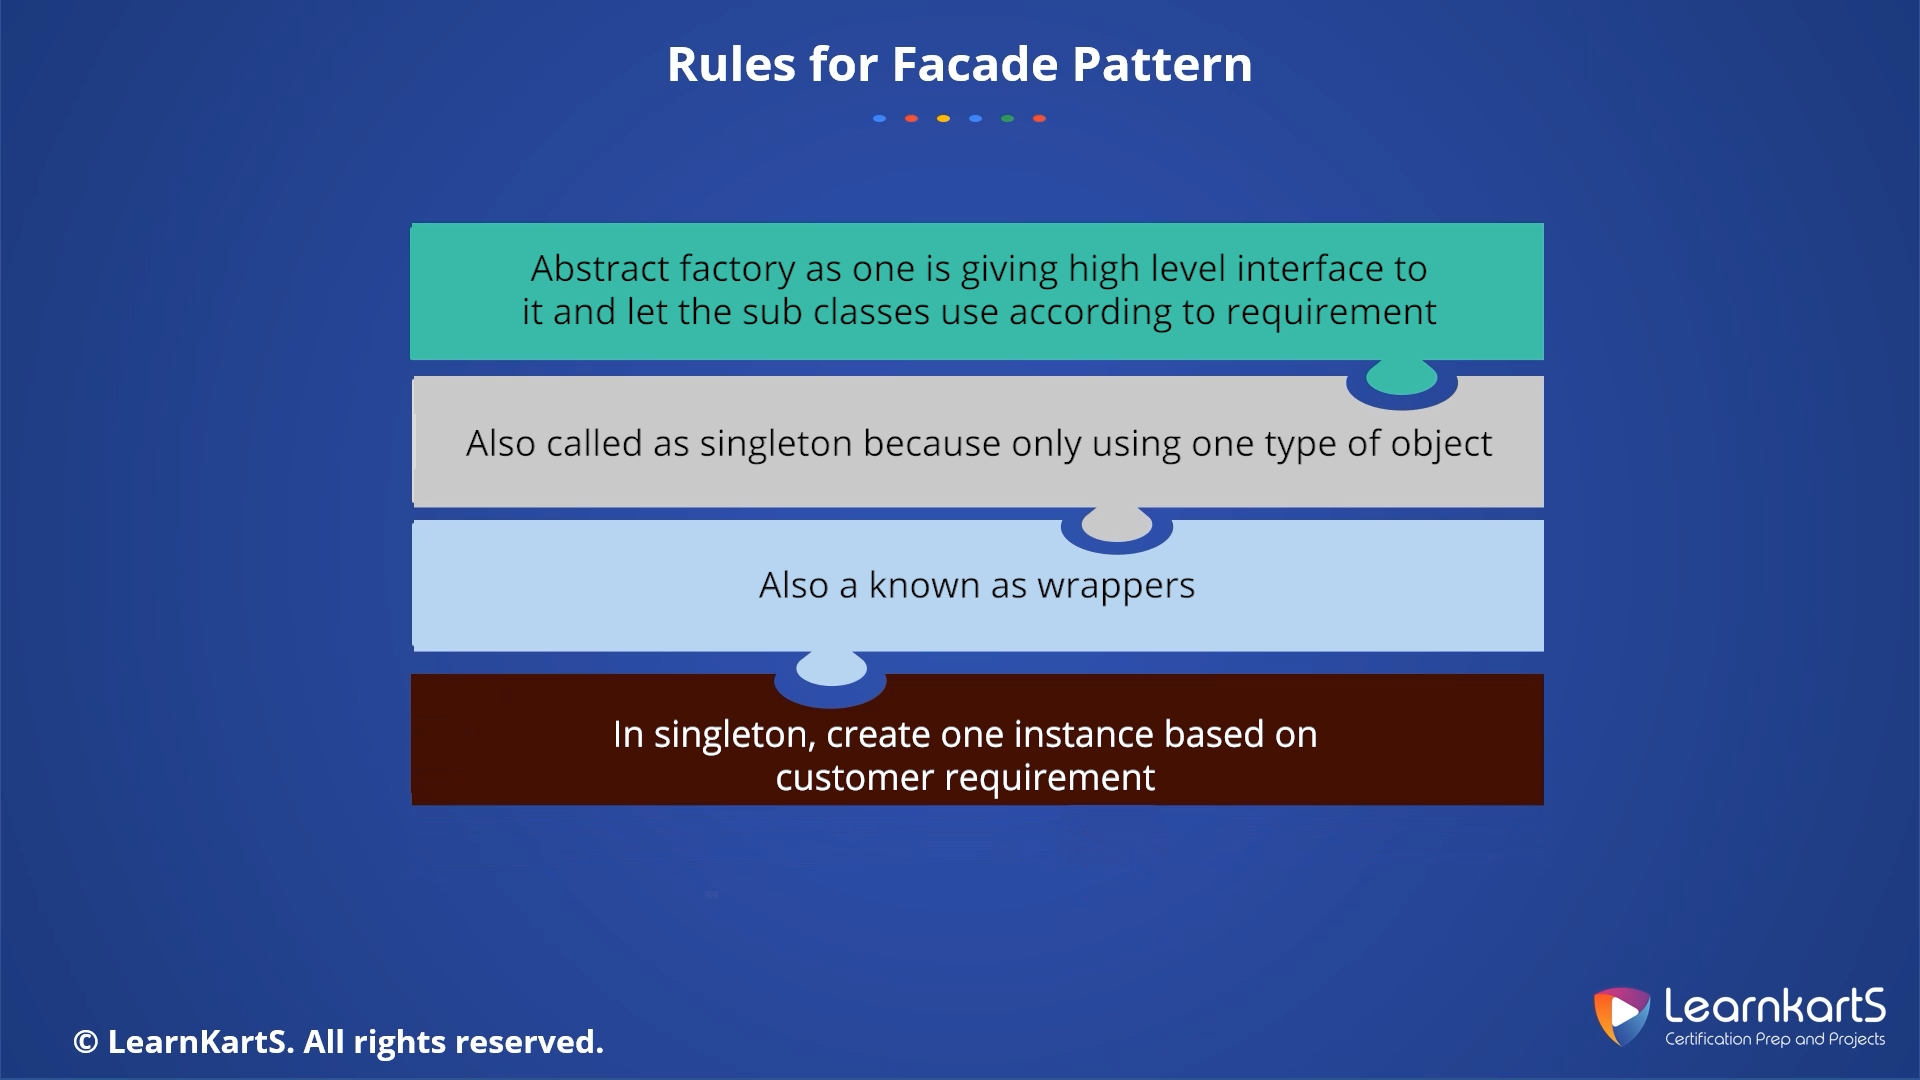 Rules for Facade Pattern
Abstract factory as one is giving high level interface to
it and let the sub classes use according to requirement
Also called as singleton because only using one type of object
Also a known as wrappers
In singleton, create one instance based on
customer requirement
© LearnKartS. All rights reserved.
LearnkartS
Certification Prep and Projects